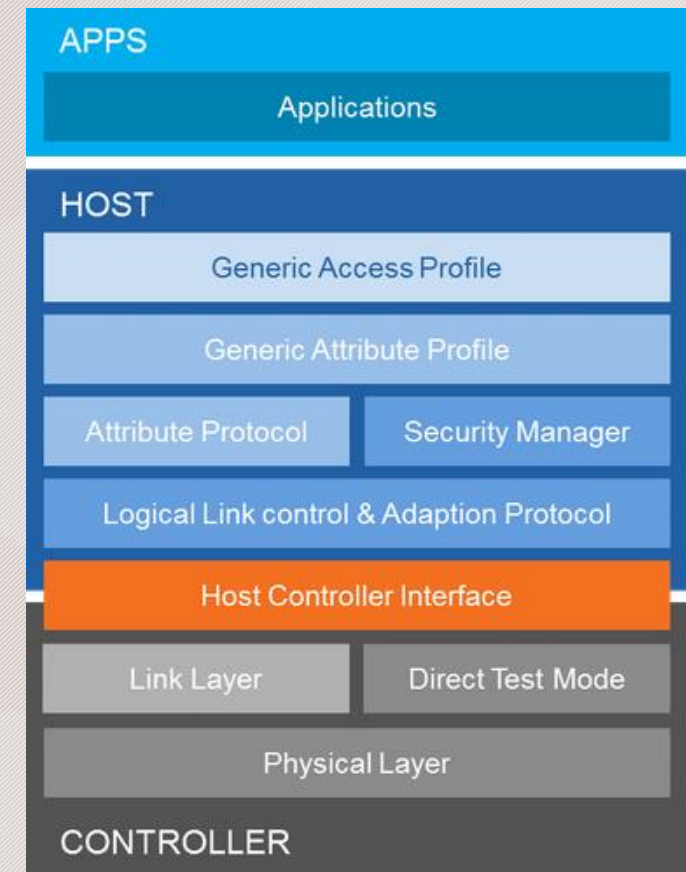 APPS
Applications
HOST
Generic Access Profile
Generic Attribute Profile
Attribute Protocol
Security Manager
Logical Link control & Adaption Protocol
Host Controller Interface
Link Layer
Direct Test Mode
Physical Layer
CONTROLLER